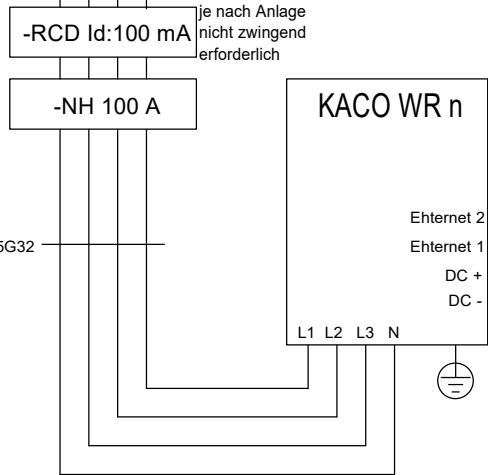 -RCD Id:100 mA
je nach Anlage
nicht zwingend
erforderlich
-NH 100 A
KACO WR n
5G32
Ehternet 2
Ehternet 1
DC +
DC -
L1 L2 L3 N